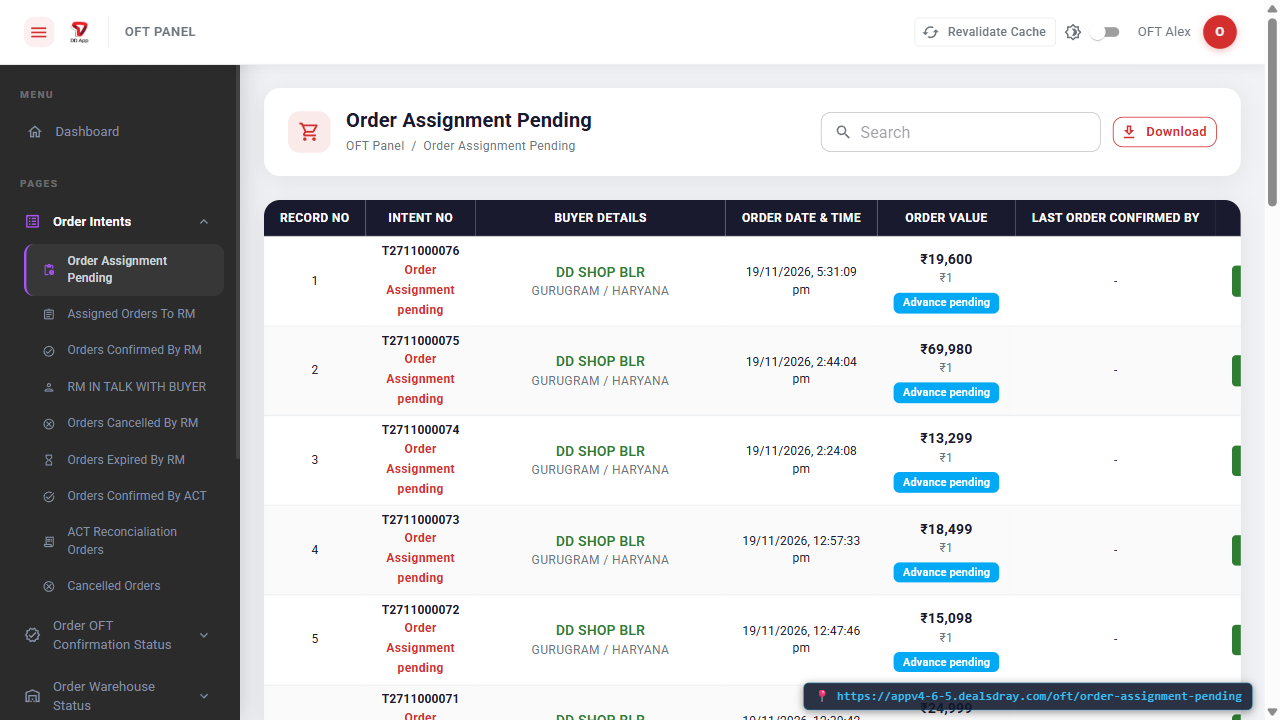 DD App
OFT PANEL
Revalidate Cache
OFT Alex
O
MENU
Dashboard
PAGES
Order Intents
Order Assignment
Pending
Assigned Orders To RM
Orders Confirmed By RM
RM IN TALK WITH BUYER
Orders Cancelled By RM
Orders Expired By RM
Orders Confirmed By ACT
ACT Reconcialiation
Orders
Cancelled Orders
Order OFT
Confirmation Status
Order Warehouse
Status
Order Assignment Pending
OFT Panel / Order Assignment Pending
Search
Download
RECORD NO INTENT NO BUYER DETAILS ORDER DATE & TIME ORDER VALUE LAST ORDER CONFIRMED BY
1
T2711000076
Order
Assignment
pending
DD SHOP BLR
GURUGRAM / HARYANA
19/11/2026, 5:31:09
pm
₹19,600
₹1
Advance pending
-
2
T2711000075
Order
Assignment
pending
DD SHOP BLR
GURUGRAM / HARYANA
19/11/2026, 2:44:04
pm
₹69,980
₹1
Advance pending
-
3
T2711000074
Order
Assignment
pending
DD SHOP BLR
GURUGRAM / HARYANA
19/11/2026, 2:24:08
pm
₹13,299
₹1
Advance pending
-
4
T2711000073
Order
Assignment
pending
DD SHOP BLR
GURUGRAM / HARYANA
19/11/2026, 12:57:33
pm
₹18,499
₹1
Advance pending
-
5
T2711000072
Order
Assignment
pending
DD SHOP BLR
GURUGRAM / HARYANA
19/11/2026, 12:47:46
pm
₹15,098
₹1
Advance pending
-
T2711000071
Order
https://appv4-6-5.dealsdray.com/oft/order-assignment-pending